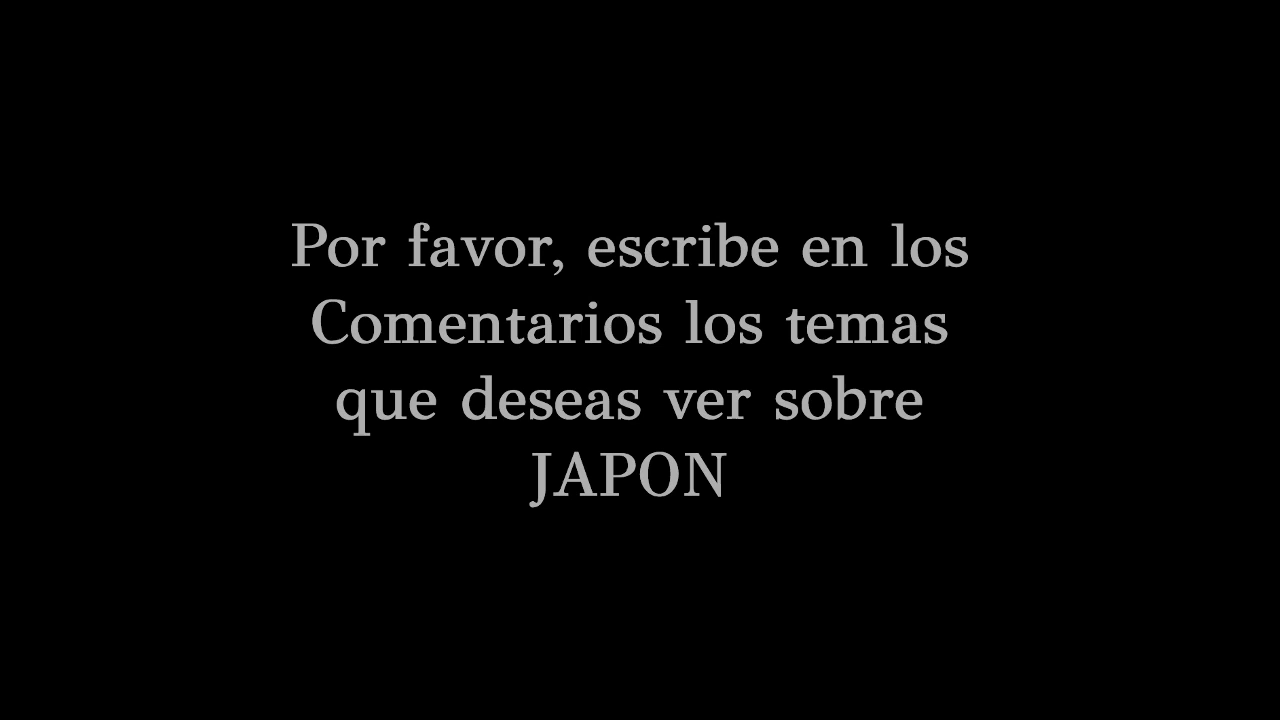 Por favor, escribe en los
Comentarios los temas
que deseas ver sobre
JAPON